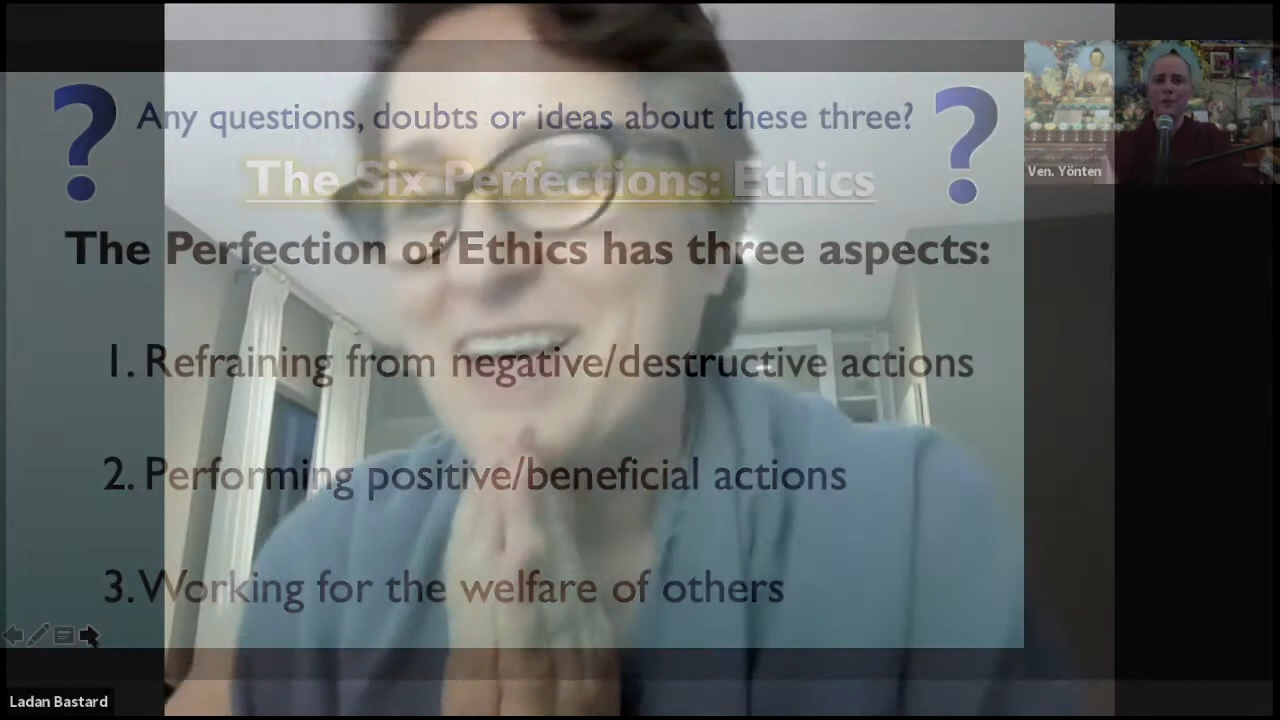 ? Any questions, doubts or ideas about these three? ?
The Six Perfections: Ethics
The Perfection of Ethics has three aspects:
1. Refraining from negative/destructive actions
2. Performing positive/beneficial actions
3. Working for the welfare of others
Ven. Yönten
Ladan Bastard